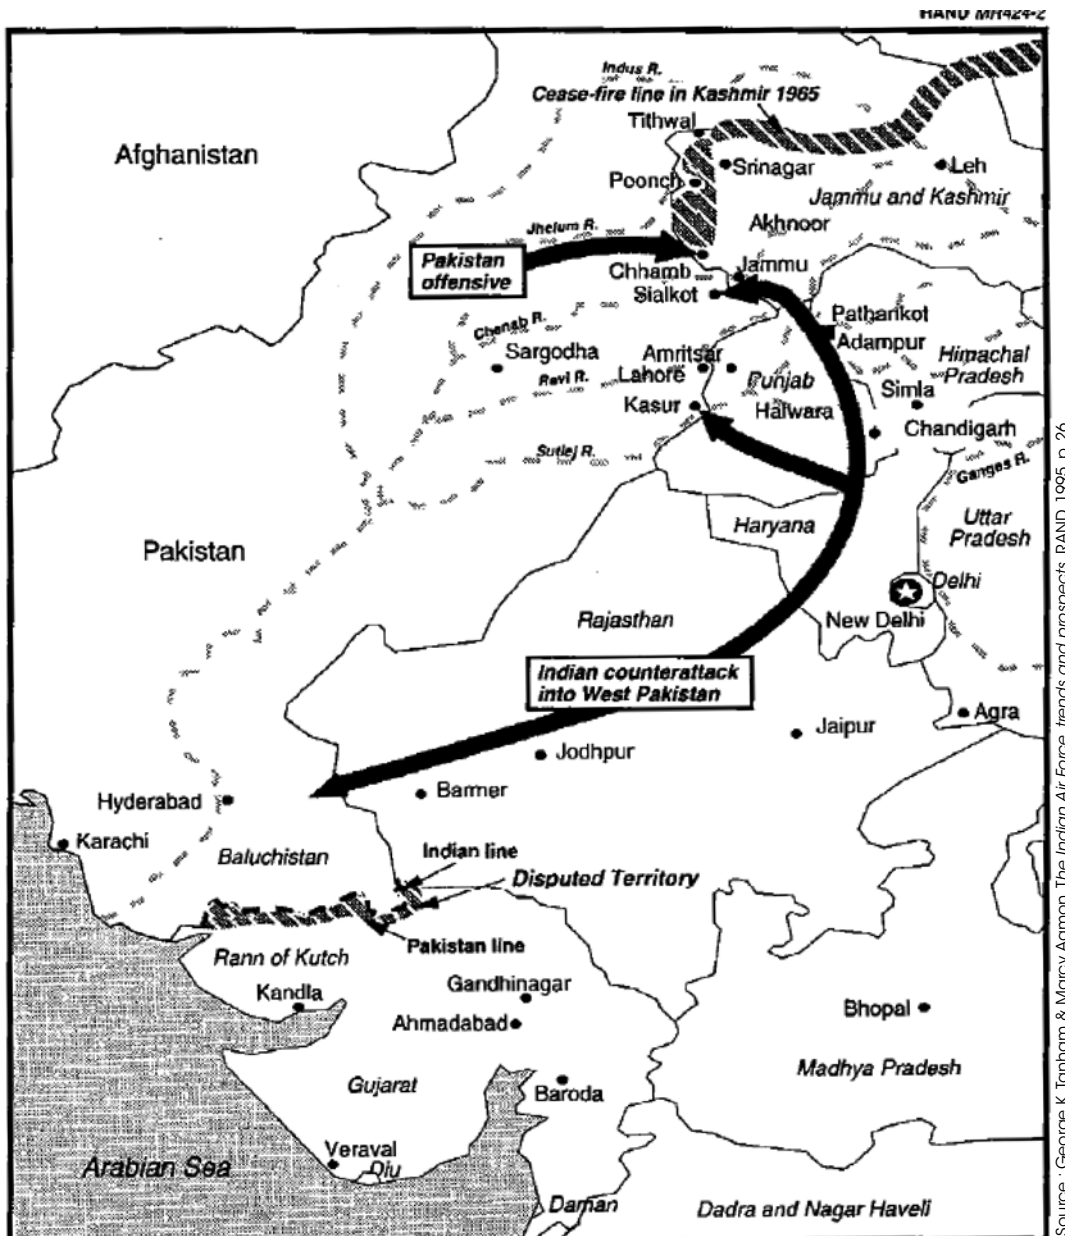 RAND MR424-2
Indus R.
Cease-fire line in Kashmir 1965
Tithwal
Afghanistan
Srinagar
Leh
Poonch
Jammu and Kashmir
Akhnoor
Jhelum R.
Pakistan
offensive
Chhamb
Jammu
Sialkot
Chenab R.
Pathankot
Adampur
Sargodha
Amritsar
Himachal
Pradesh
Lahore
Punjab
Ravi R.
Simla
Kasur
Halwara
Chandigarh
Sutlej R.
Ganges R.
Haryana
Uttar
Pradesh
Pakistan
Delhi
Rajasthan
New Delhi
Indian counterattack
into West Pakistan
Agra
Jaipur
Jodhpur
Barmer
Hyderabad
Karachi
Baluchistan
Indian line
Disputed Territory
Pakistan line
Rann of Kutch
Gandhinagar
Kandla
Ahmadabad
Bhopal
Madhya Pradesh
Gujarat
Baroda
Veraval
Diu
Arabian Sea
Daman
Dadra and Nagar Haveli
Source : George K. Tanham & Marcy Agmon, The Indian Air Force, trends and prospects, RAND, 1995, p. 26